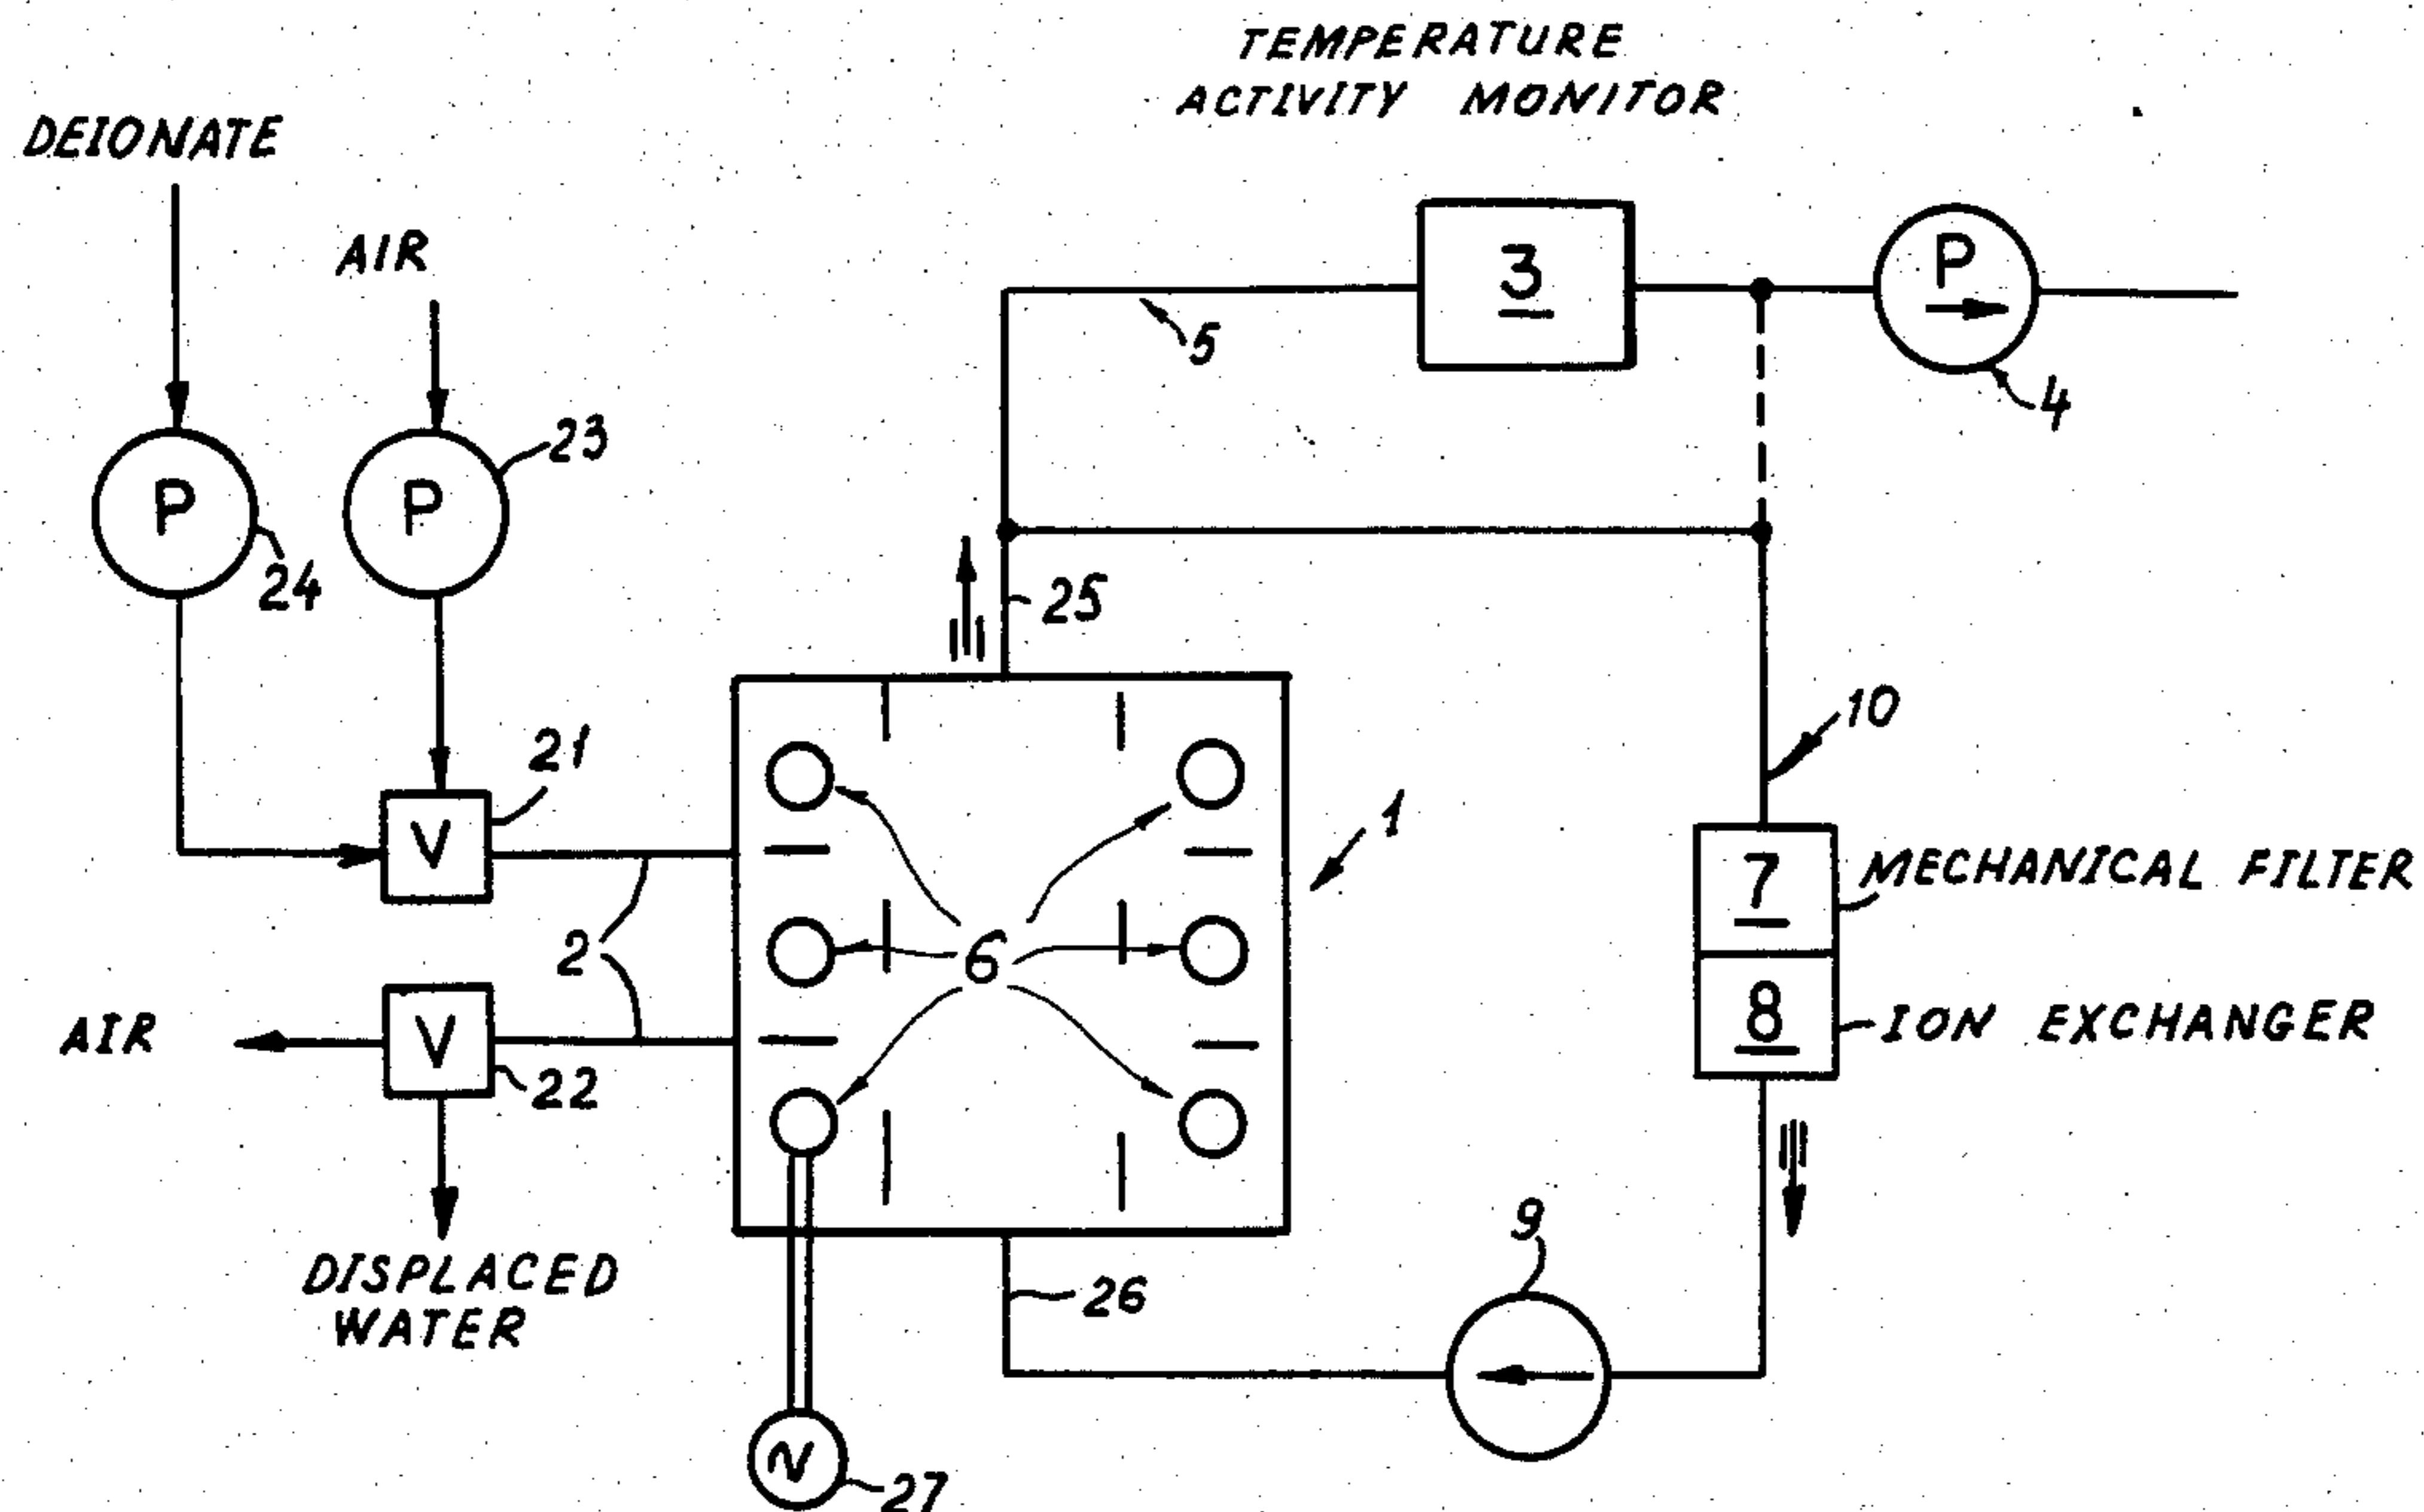 TEMPERATURE
ACTIVITY MONITOR
DEIONATE
AIR
3
P
5
4
23
P
P
24
25
10
21
V
1
7
MECHANICAL FILTER
2
6
8
ION EXCHANGER
AIR
V
22
DISPLACED
WATER
26
9
N
27